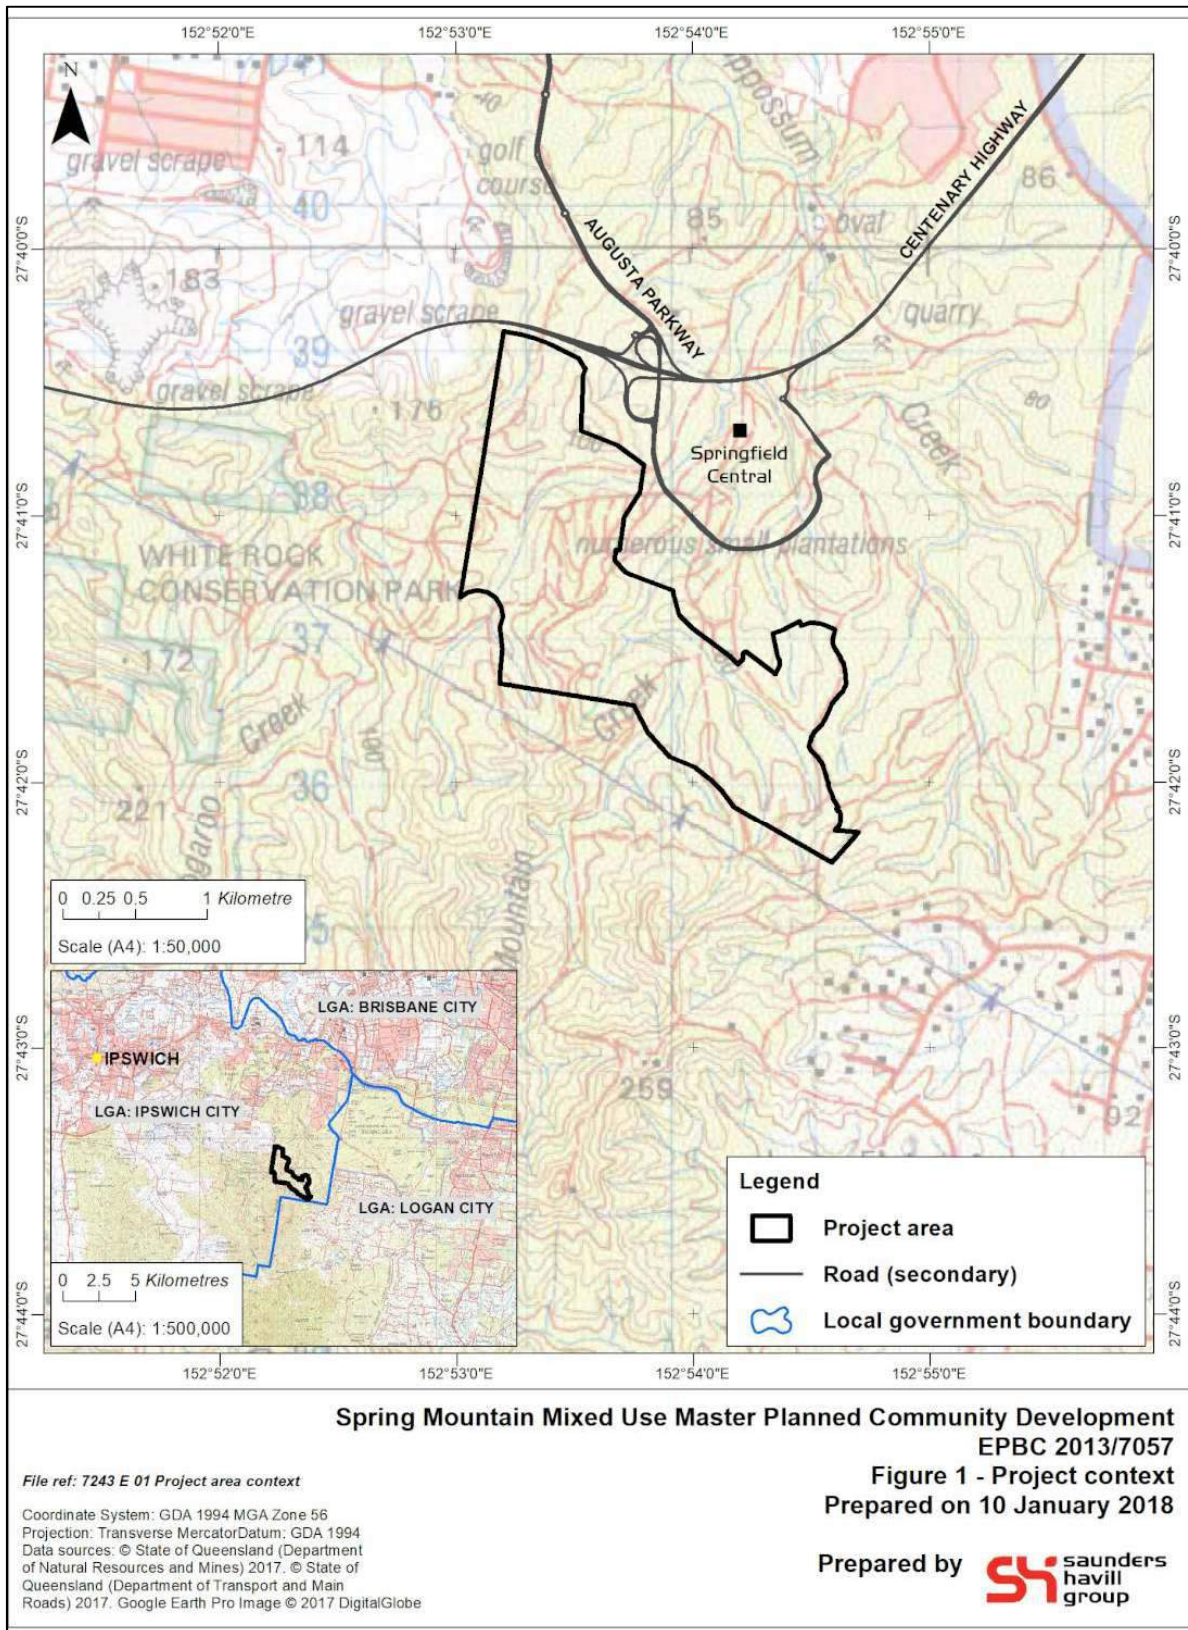 152°52'0"E
152°53'0"E
152°54'0"E
152°55'0"E
N
40
possum
gravel scrape
114
golf
course
CENTENARY HIGHWAY
86
40
85
oval
27°40'0"S
27°40'0"S
AUGUSTA PARKWAY
183
gravel scrape
quarry
39
gravel scrape
175
80
Creek
Springfield
Central
38
27°41'0"S
27°41'0"S
numerous small plantations
WHITE ROCK
CONSERVATION PARK
37
172
Creek
Creek
100
27°42'0"S
27°42'0"S
36
221
ogaroo
Mountain
0 0.25 0.5 1 Kilometre
Scale (A4): 1:50,000
35
LGA: BRISBANE CITY
IPSWICH
27°43'0"S
27°43'0"S
259
92
LGA: IPSWICH CITY
LGA: LOGAN CITY
0 2.5 5 Kilometres
Scale (A4): 1:500,000
Legend
Project area
Road (secondary)
Local government boundary
27°44'0"S
27°44'0"S
152°52'0"E
152°53'0"E
152°54'0"E
152°55'0"E
Spring Mountain Mixed Use Master Planned Community Development
EPBC 2013/7057
Figure 1 - Project context
Prepared on 10 January 2018
File ref: 7243 E 01 Project area context
Coordinate System: GDA 1994 MGA Zone 56
Projection: Transverse MercatorDatum: GDA 1994
Data sources: © State of Queensland (Department
of Natural Resources and Mines) 2017. © State of
Queensland (Department of Transport and Main
Roads) 2017. Google Earth Pro Image © 2017 DigitalGlobe
Prepared by
saunders
havill
group